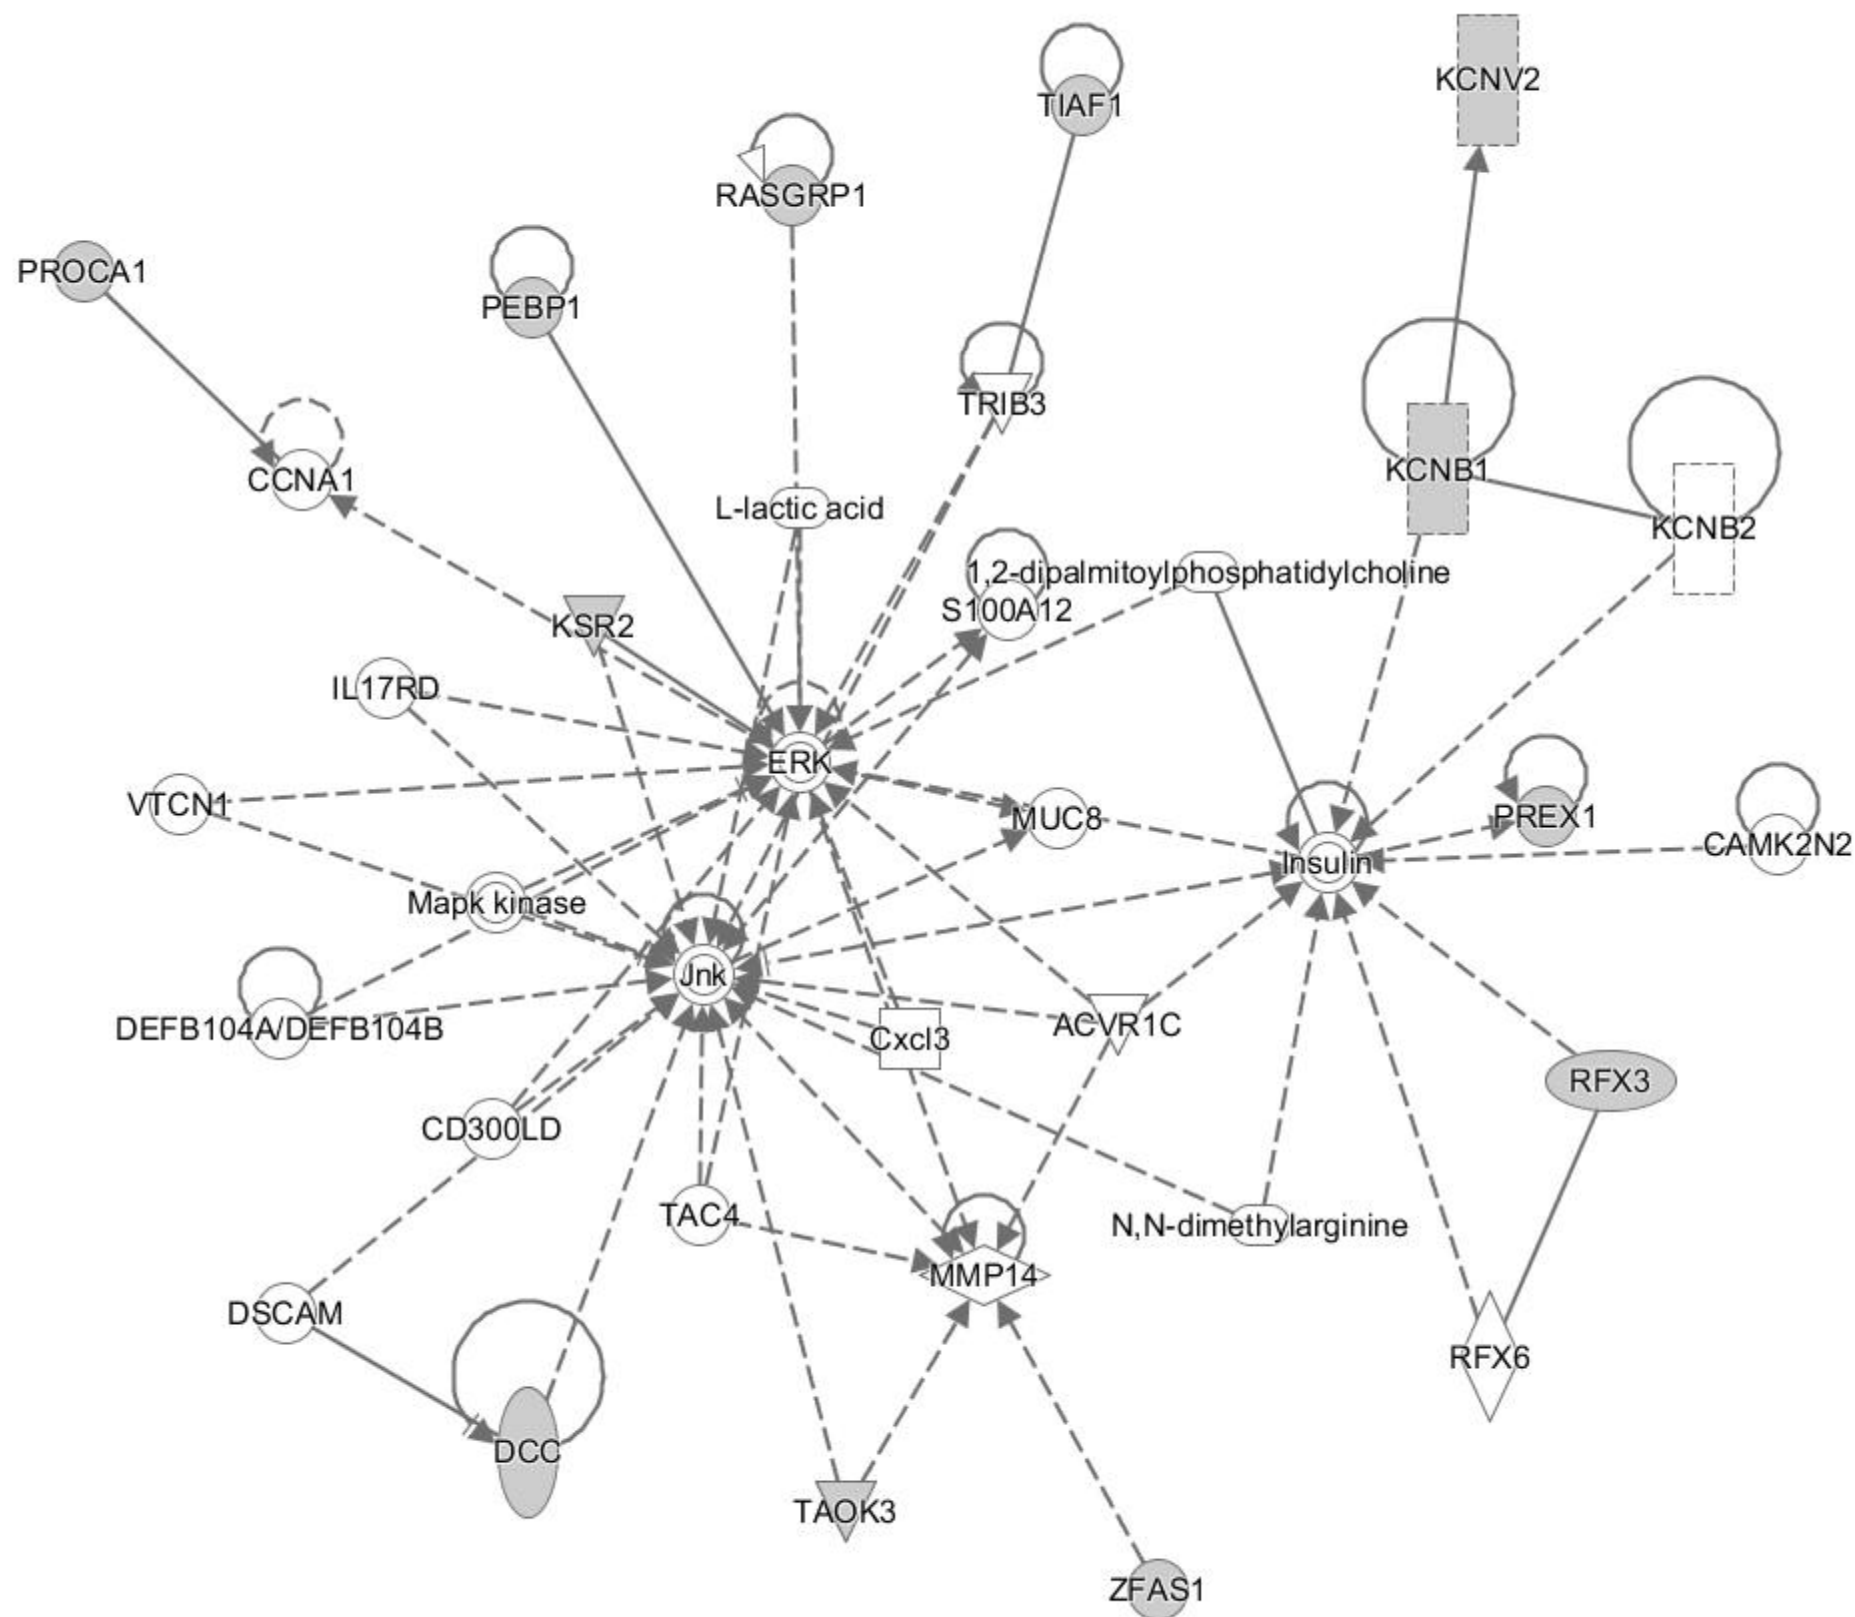 KCNV2
TIAF1
RASGRP1
PROCA1
PEBP1
TRIB3
KCNB1
CCNA1
L-lactic acid
KCNB2
1,2-dipalmitoylphosphatidylcholine
S100A12
KSR2
IL17RD
ERK
VTCN1
MUC8
PREX1
CAMK2N2
Insulin
Mapk kinase
Jnk
DEFB104A/DEFB104B
Cxcl3
ACVR1C
RFX3
CD300LD
TAC4
N,N-dimethylarginine
MMP14
DSCAM
RFX6
DCC
TAOK3
ZFAS1